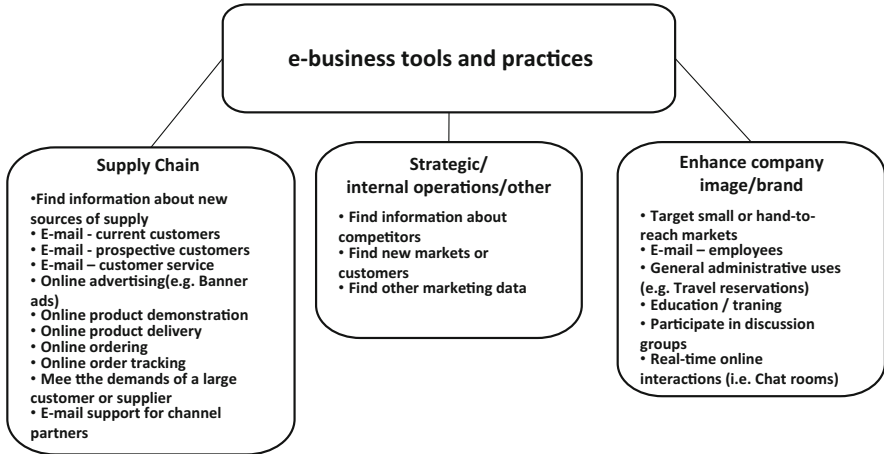 e-business tools and practices
Supply Chain
•Find information about new
sources of supply
• E-mail - current customers
• E-mail - prospective customers
• E-mail – customer service
• Online advertising(e.g. Banner
ads)
• Online product demonstration
• Online product delivery
• Online ordering
• Online order tracking
• Mee tthe demands of a large
customer or supplier
• E-mail support for channel
partners
Strategic/
internal operations/other
• Find information about
competitors
• Find new markets or
customers
• Find other marketing data
Enhance company
image/brand
• Target small or hand-to-
reach markets
• E-mail – employees
• General administrative uses
(e.g. Travel reservations)
• Education / traning
• Participate in discussion
groups
• Real-time online
interactions (i.e. Chat rooms)